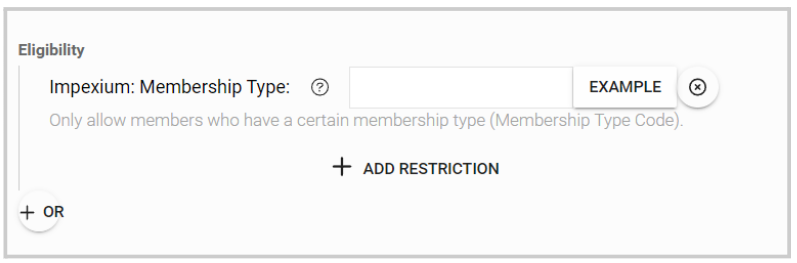 Eligibility
Impexium: Membership Type: ? EXAMPLE
Only allow members who have a certain membership type (Membership Type Code).
+ ADD RESTRICTION
+ OR